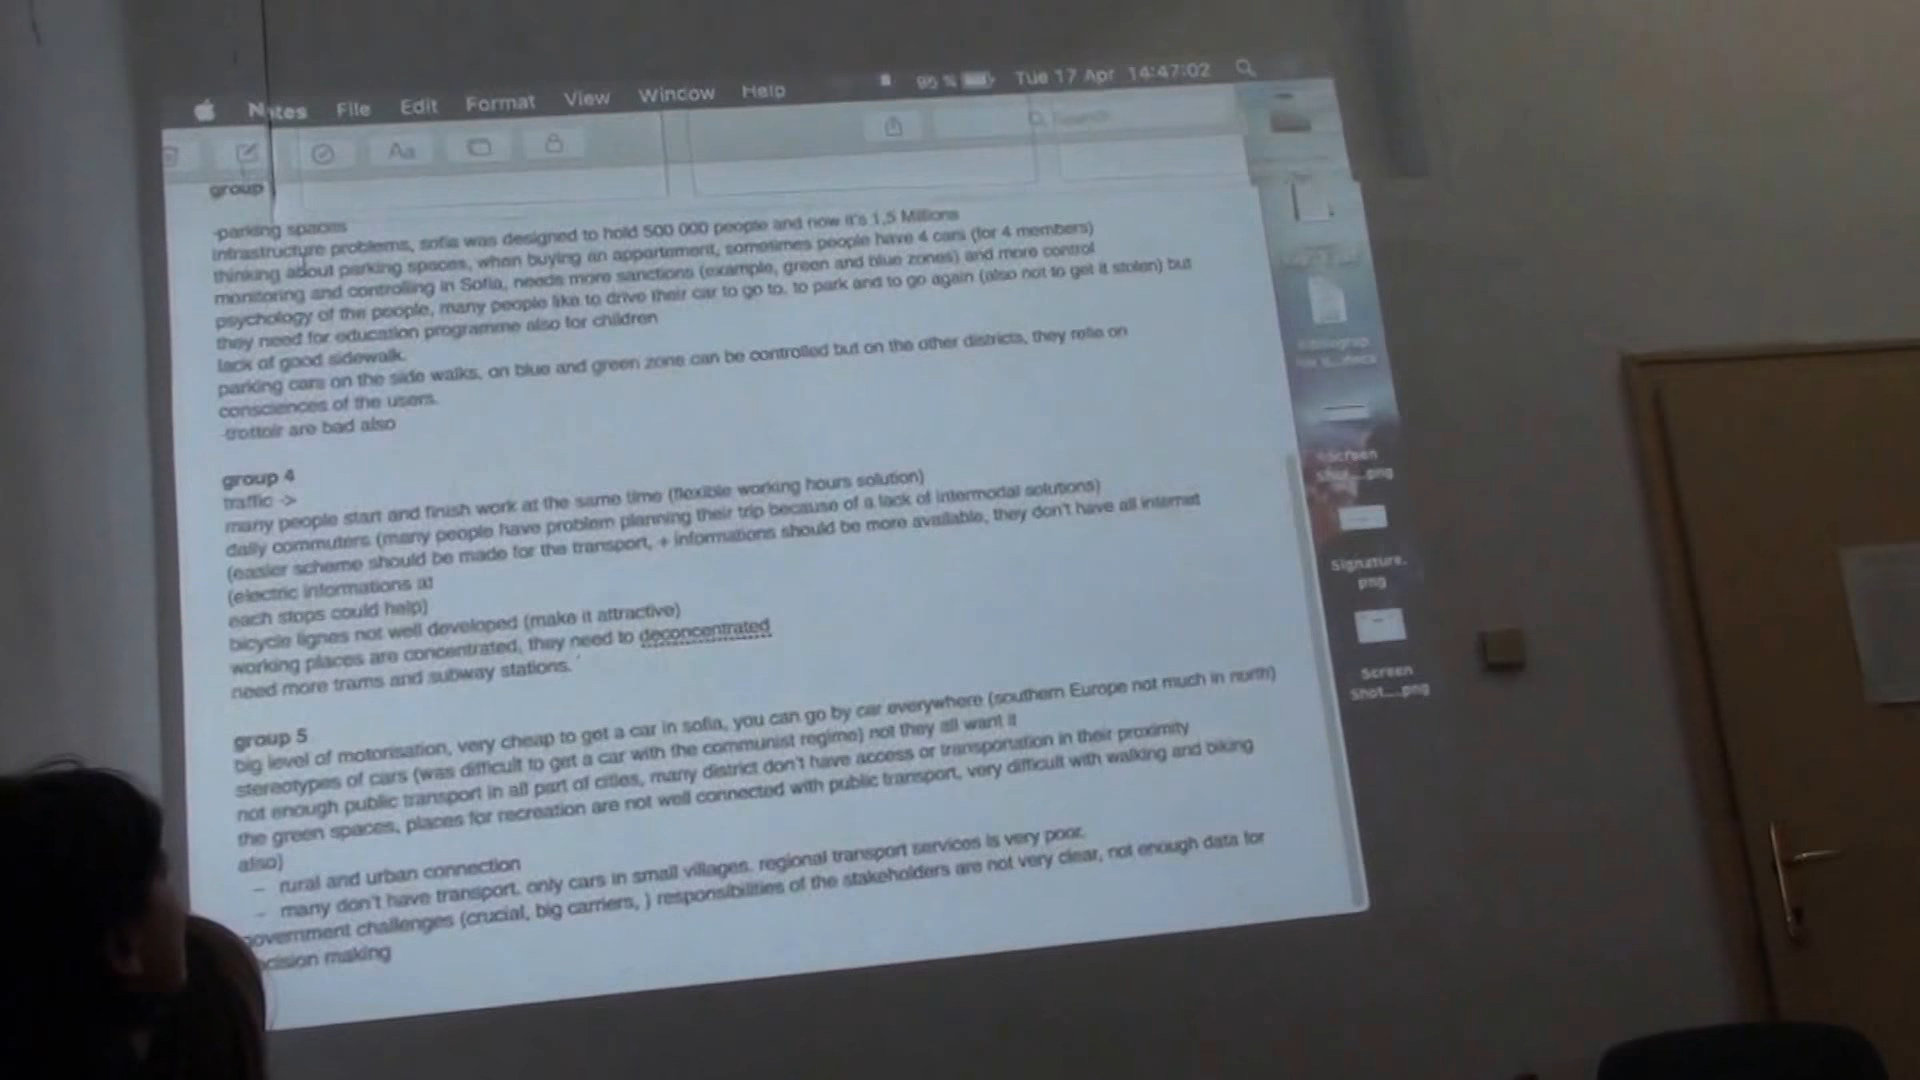 Notes File Edit Format View Window Help 95 % Tue 17 Apr 14:47:02
Aa Search
group
-parking spaces
infrastructure problems, sofia was designed to hold 500 000 people and now it's 1,5 Millions
thinking about parking spaces, when buying an appartement, sometimes people have 4 cars (for 4 members)
monitoring and controlling in Sofia, needs more sanctions (example, green and blue zones) and more control
psychology of the people, many people like to drive their car to go to, to park and to go again (also not to get it stolen) but
they need for education programme also for children
lack of good sidewalk.
parking cars on the side walks, on blue and green zone can be controlled but on the other districts, they relie on
consciences of the users.
-trottoir are bad also
group 4
traffic ->
many people start and finish work at the same time (flexible working hours solution)
daily commuters (many people have problem planning their trip because of a lack of intermodal solutions)
(easier scheme should be made for the transport, + informations should be more available, they don't have all internet
(electric informations at
each stops could help)
bicycle lignes not well developed (make it attractive)
working places are concentrated, they need to deconcentrated
need more trams and subway stations.
group 5
big level of motorisation, very cheap to get a car in sofia, you can go by car everywhere (southern Europe not much in north)
stereotypes of cars (was difficult to get a car with the communist regime) not they all want it
not enough public transport in all part of cities, many district don't have access or transportation in their proximity
the green spaces, places for recreation are not well connected with public transport, very difficult with walking and biking
also)
– rural and urban connection
– many don't have transport. only cars in small villages. regional transport services is very poor.
government challenges (crucial, big carriers, ) responsibilities of the stakeholders are not very clear, not enough data for
cision making
Screen
Shot....png
Signature.
png
Screen
Shot....png